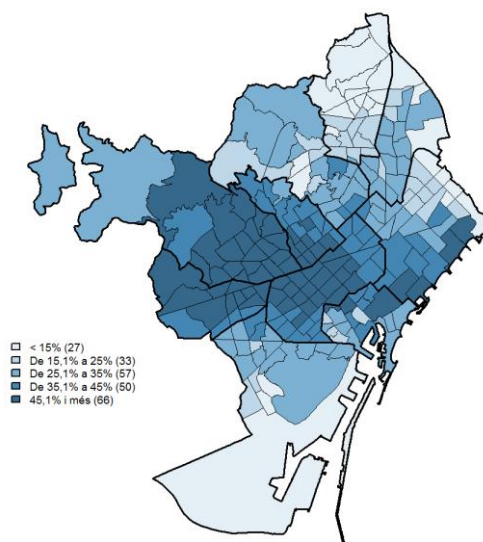 < 15% (27)
De 15,1% a 25% (33)
De 25,1% a 35% (57)
De 35,1% a 45% (50)
45,1% i més (66)